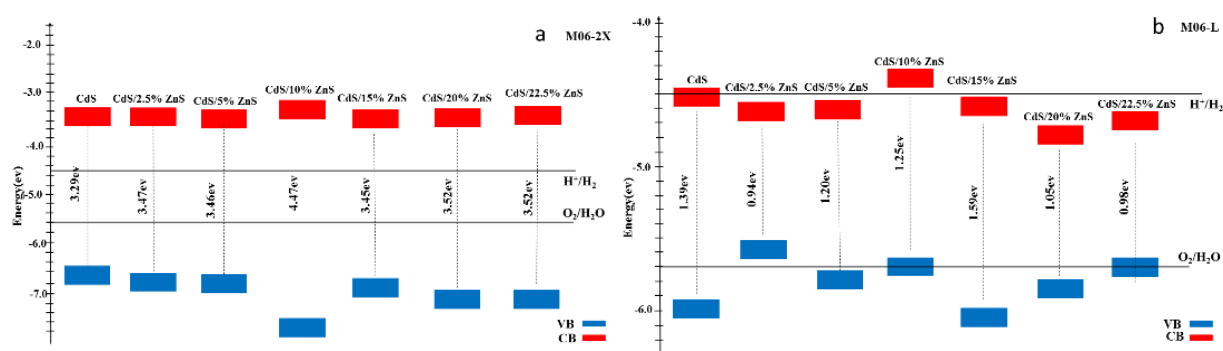 a
M06-2X
-2.0
-3.0
-4.0
-5.0
-6.0
-7.0
Energy(ev)
CdS
CdS/2.5% ZnS
CdS/5% ZnS
CdS/10% ZnS
CdS/15% ZnS
CdS/20% ZnS
CdS/22.5% ZnS
3.29ev
3.47ev
3.46ev
4.47ev
3.45ev
3.52ev
3.52ev
H⁺/H₂
O₂/H₂O
VB
CB
b
M06-L
-4.0
-5.0
-6.0
Energy(ev)
CdS
CdS/2.5% ZnS
CdS/5% ZnS
CdS/10% ZnS
CdS/15% ZnS
CdS/20% ZnS
CdS/22.5% ZnS
1.39ev
0.94ev
1.20ev
1.25ev
1.59ev
1.05ev
0.98ev
H⁺/H₂
O₂/H₂O
VB
CB